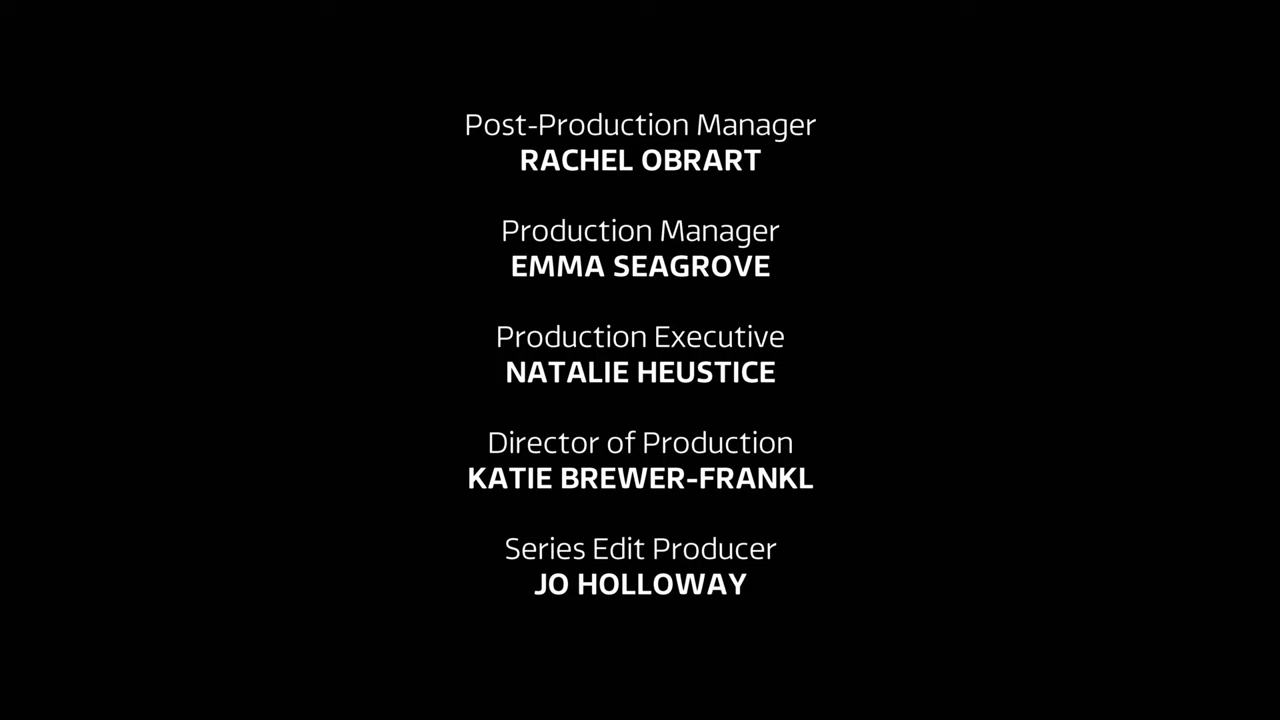 Post-Production Manager
RACHEL OBRART
Production Manager
EMMA SEAGROVE
Production Executive
NATALIE HEUSTICE
Director of Production
KATIE BREWER-FRANKL
Series Edit Producer
JO HOLLOWAY